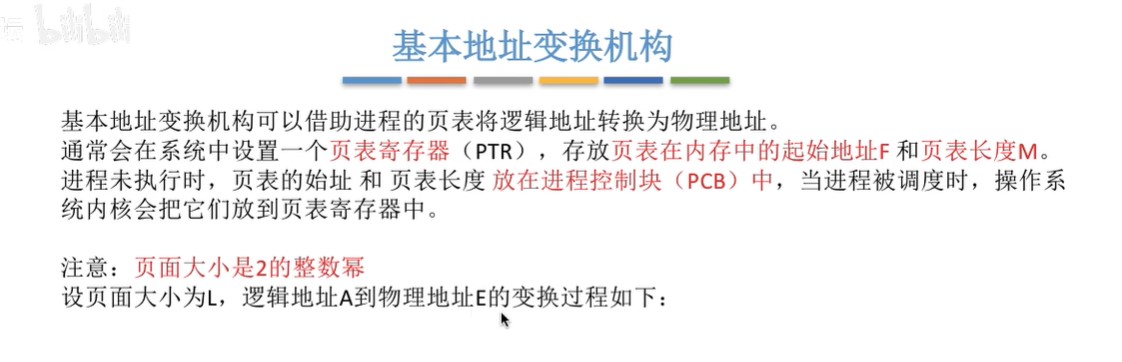 坛 bilibili
基本地址变换机构
基本地址变换机构可以借助进程的页表将逻辑地址转换为物理地址。
通常会在系统中设置一个页表寄存器（PTR），存放页表在内存中的起始地址F 和页表长度M。
进程未执行时，页表的始址 和 页表长度 放在进程控制块（PCB）中，当进程被调度时，操作系
统内核会把它们放到页表寄存器中。
注意：页面大小是2的整数幂
设页面大小为L，逻辑地址A到物理地址E的变换过程如下：